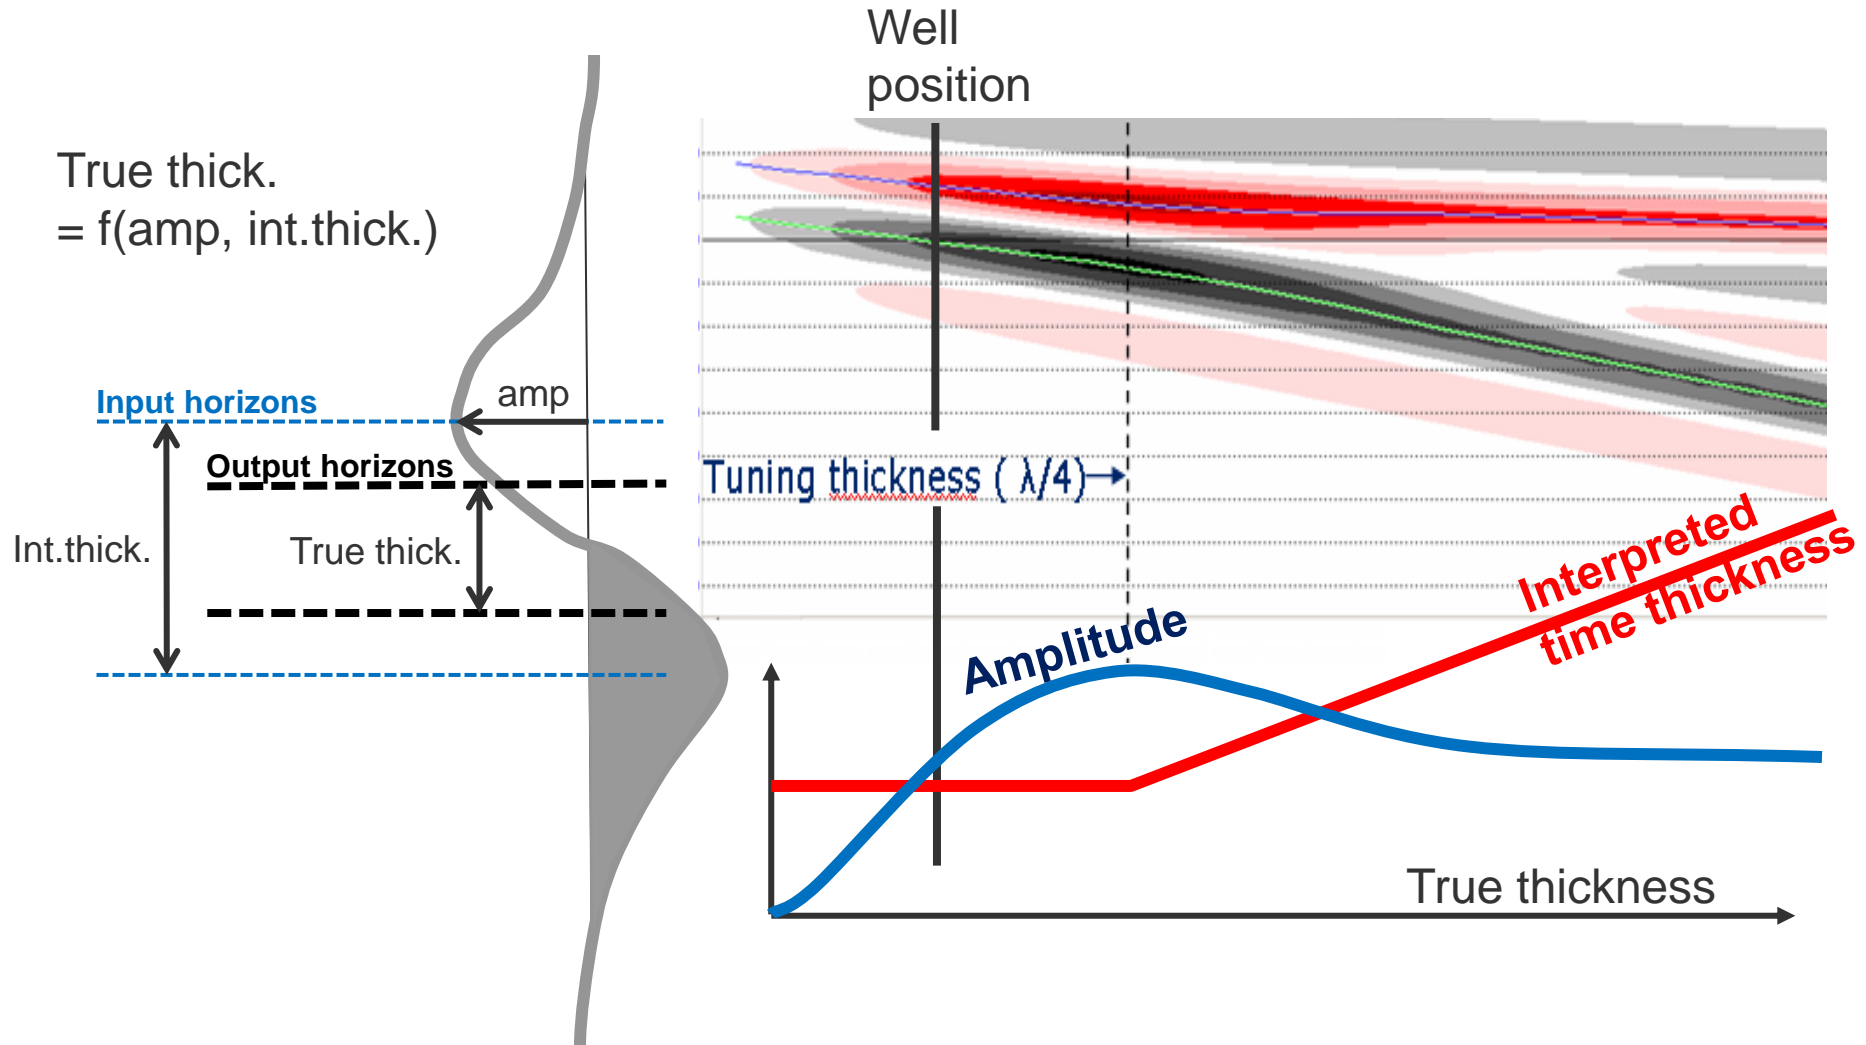 Well
position
True thick.
= f(amp, int.thick.)
Input horizons
amp
Output horizons
Int.thick.
True thick.
Tuning thickness ( λ/4)
Interpreted
time thickness
Amplitude
True thickness